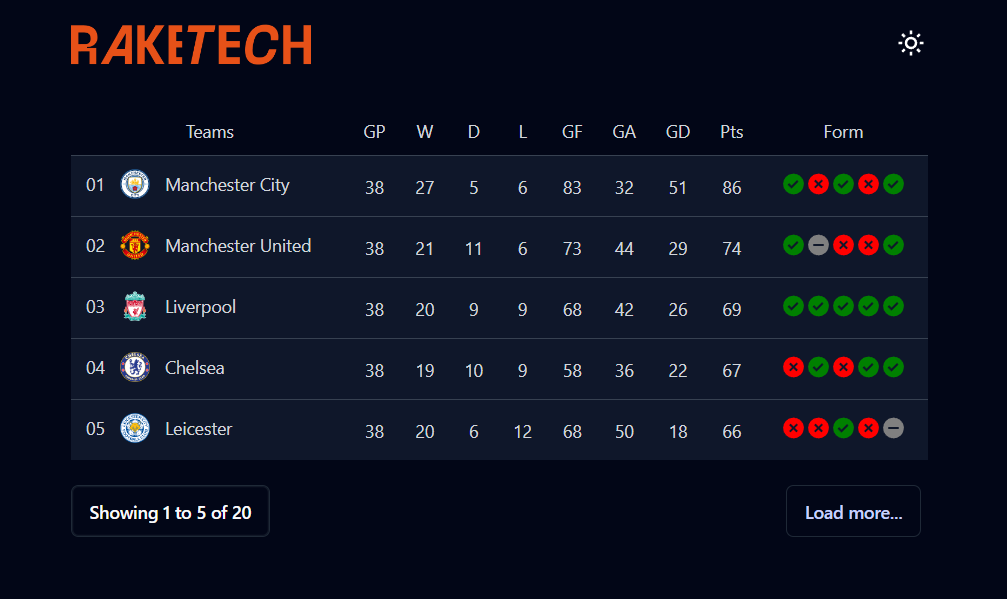 RAKETECH
Teams GP W D L GF GA GD Pts Form
01 Manchester City 38 27 5 6 83 32 51 86
02 Manchester United 38 21 11 6 73 44 29 74
03 Liverpool 38 20 9 9 68 42 26 69
04 Chelsea 38 19 10 9 58 36 22 67
05 Leicester 38 20 6 12 68 50 18 66
Showing 1 to 5 of 20 Load more...